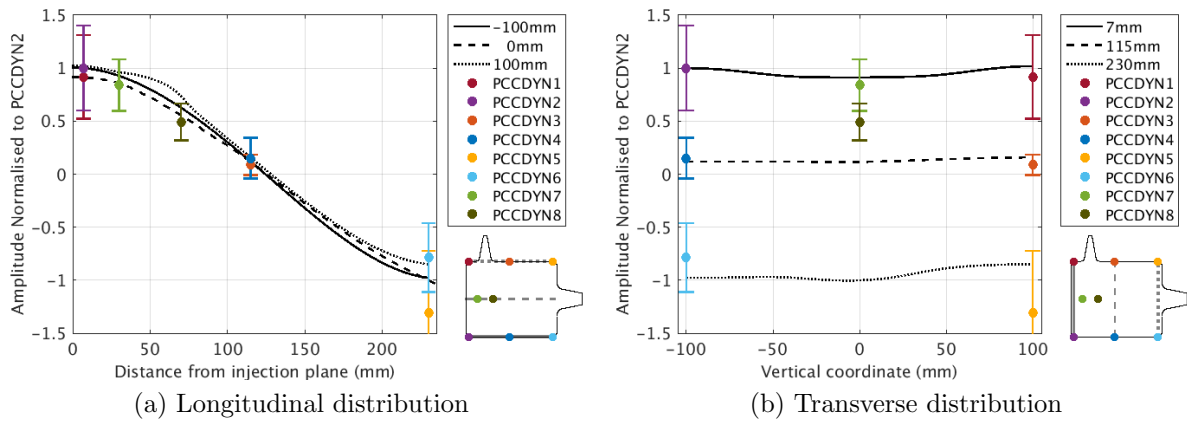 Amplitude Normalised to PCCDYN2
1.5
1
0.5
0
−0.5
−1
−1.5
0
50
100
150
200
Distance from injection plane (mm)
−100mm
0mm
100mm
PCCDYN1
PCCDYN2
PCCDYN3
PCCDYN4
PCCDYN5
PCCDYN6
PCCDYN7
PCCDYN8
(a) Longitudinal distribution
Amplitude Normalised to PCCDYN2
1.5
1
0.5
0
−0.5
−1
−1.5
−100
−50
0
50
100
Vertical coordinate (mm)
7mm
115mm
230mm
PCCDYN1
PCCDYN2
PCCDYN3
PCCDYN4
PCCDYN5
PCCDYN6
PCCDYN7
PCCDYN8
(b) Transverse distribution